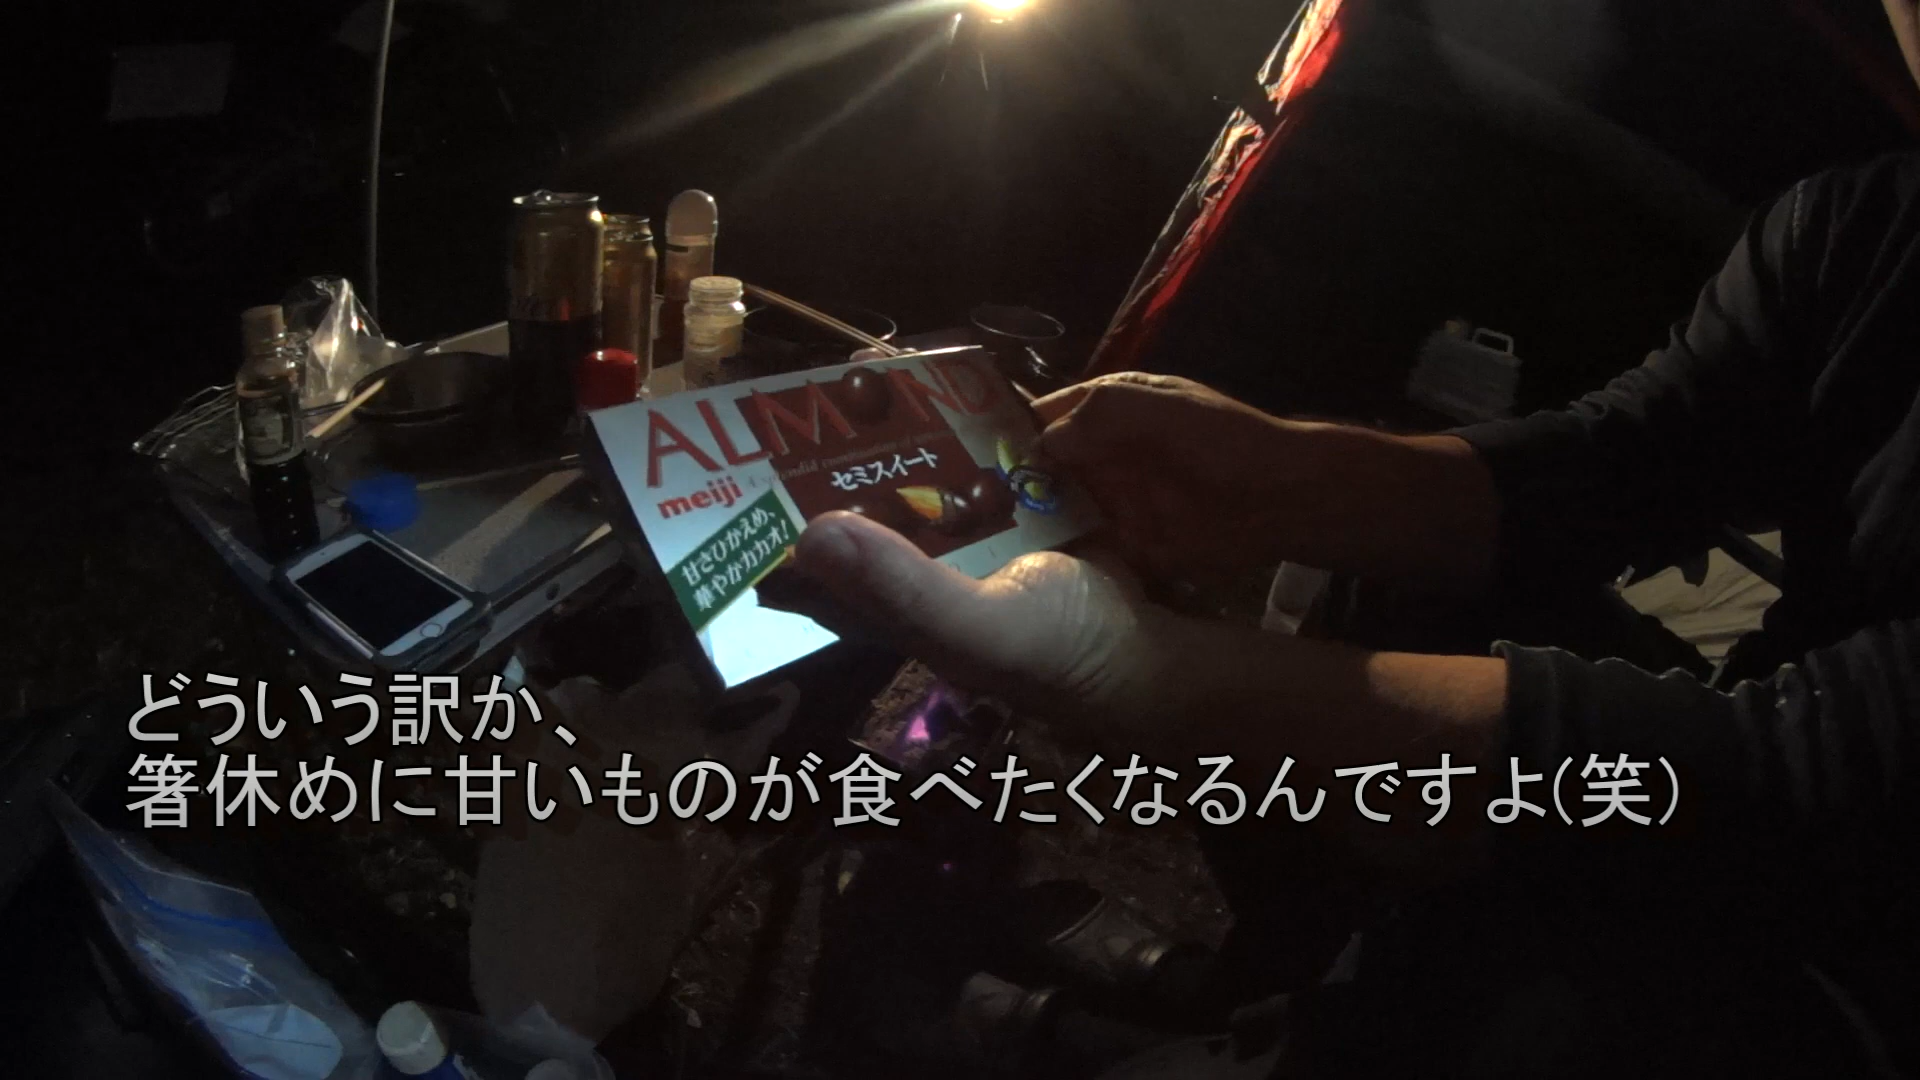 ALMOND
セミスイート
meiji
甘さひかえめ、
華やかカカオ!
どういう訳か、
箸休めに甘いものが食べたくなるんですよ(笑)